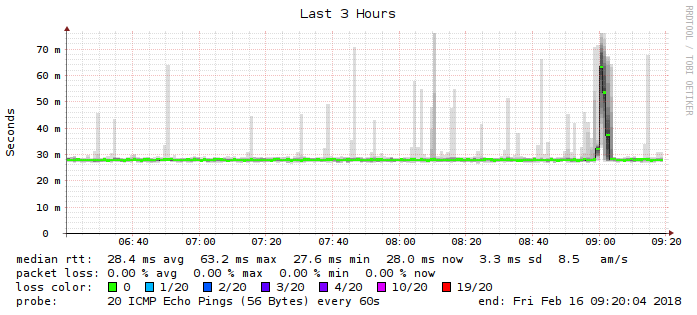 Last 3 Hours
RRDTOOL / TOBI OETIKER
Seconds
70 m
60 m
50 m
40 m
30 m
20 m
10 m
0
06:40 07:00 07:20 07:40 08:00 08:20 08:40 09:00 09:20
median rtt: 28.4 ms avg 63.2 ms max 27.6 ms min 28.0 ms now 3.3 ms sd 8.5 am/s
packet loss: 0.00 % avg 0.00 % max 0.00 % min 0.00 % now
loss color: 0 1/20 2/20 3/20 4/20 10/20 19/20
probe: 20 ICMP Echo Pings (56 Bytes) every 60s end: Fri Feb 16 09:20:04 2018